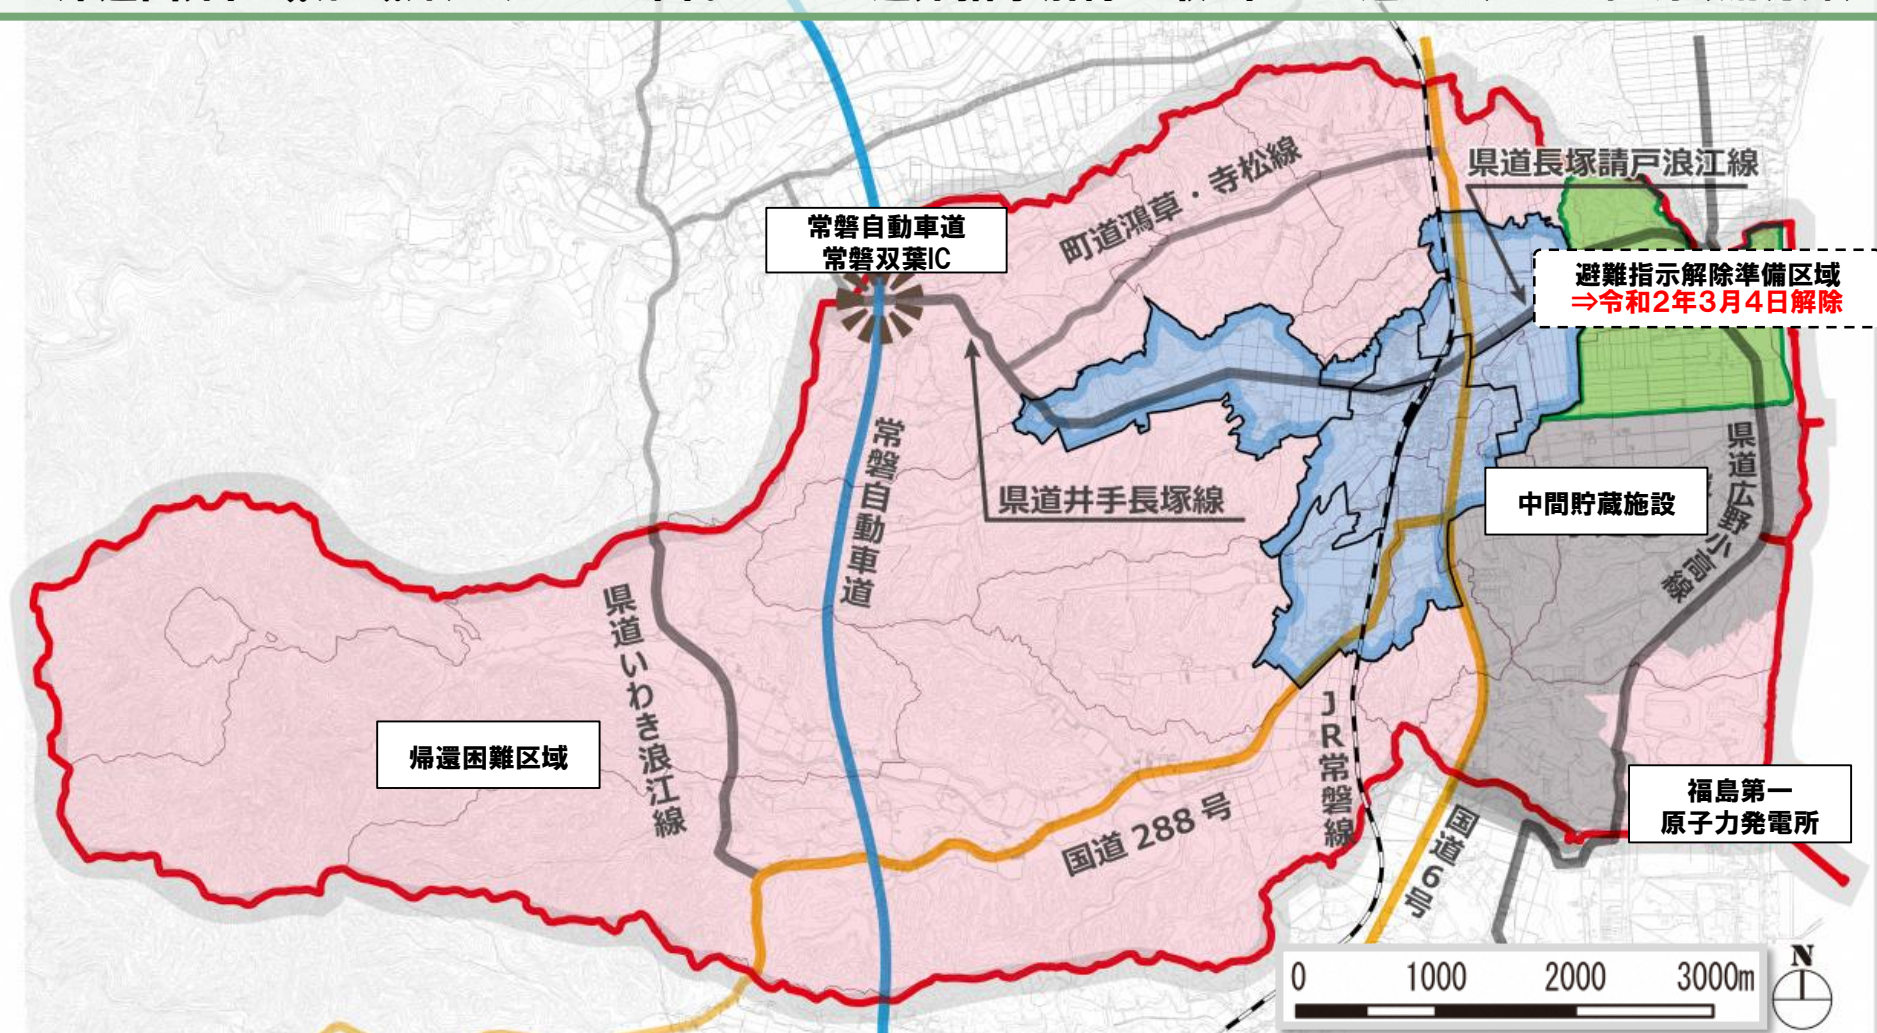 県道長塚請戸浪江線
町道鴻草・寺松線
常磐自動車道
常磐双葉IC
避難指示解除準備区域
⇒令和2年3月4日解除
常磐自動車道
県道井手長塚線
県道広野小高線
中間貯蔵施設
県道いわき浪江線
帰還困難区域
JR常磐線
国道288号
国道6号
福島第一
原子力発電所
0 1000 2000 3000m
N